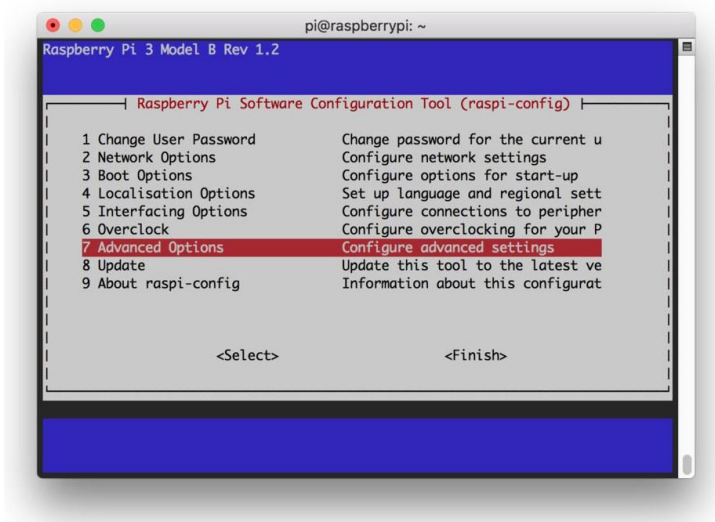 pi@raspberrypi: ~
Raspberry Pi 3 Model B Rev 1.2
Raspberry Pi Software Configuration Tool (raspi-config)
1 Change User Password Change password for the current u
2 Network Options Configure network settings
3 Boot Options Configure options for start-up
4 Localisation Options Set up language and regional sett
5 Interfacing Options Configure connections to peripher
6 Overclock Configure overclocking for your P
7 Advanced Options Configure advanced settings
8 Update Update this tool to the latest ve
9 About raspi-config Information about this configurat
<Select> <Finish>